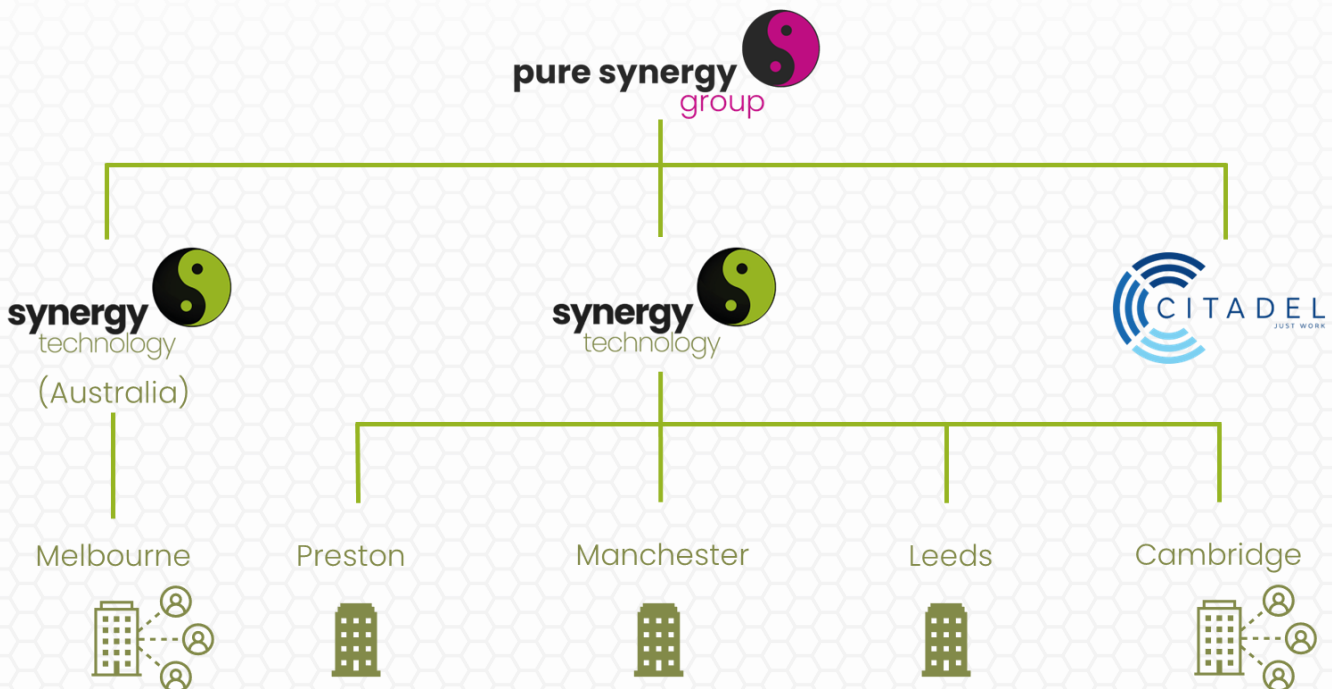 pure synergy
group
synergy
technology
(Australia)
synergy
technology
CITADEL
JUST WORK
Melbourne
Preston
Manchester
Leeds
Cambridge